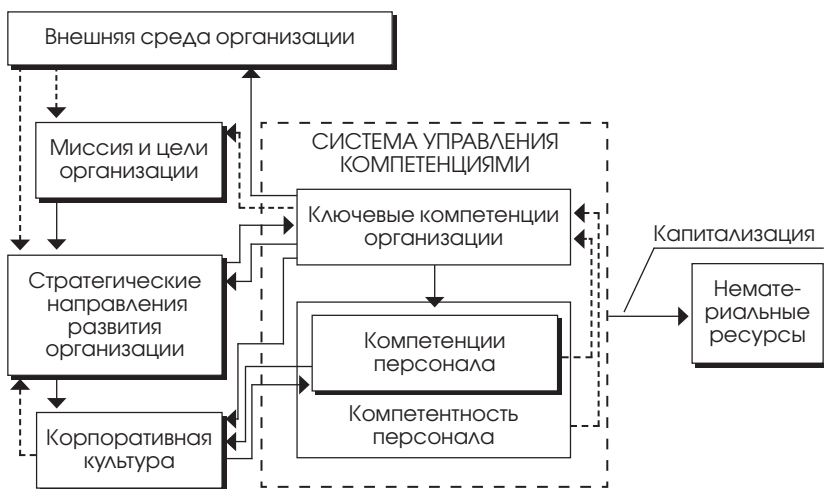 Внешняя среда организации
Миссия и цели
организации
СИСТЕМА УПРАВЛЕНИЯ
КОМПЕТЕНЦИЯМИ
Ключевые компетенции
организации
Капитализация
Стратегические
направления
развития
организации
Немате-
риальные
ресурсы
Компетенции
персонала
Компетентность
персонала
Корпоративная
культура